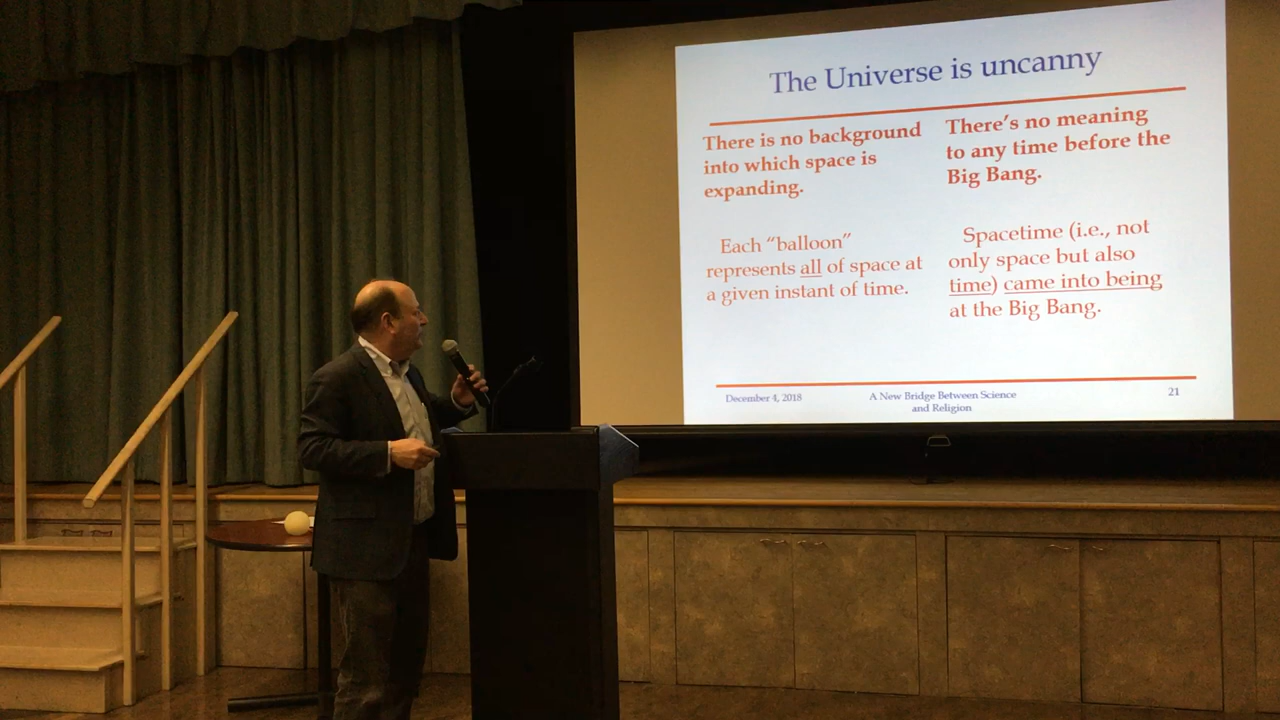 The Universe is uncanny
There is no background
into which space is
expanding.
Each “balloon”
represents all of space at
a given instant of time.
There’s no meaning
to any time before the
Big Bang.
Spacetime (i.e., not
only space but also
time) came into being
at the Big Bang.
December 4, 2018
A New Bridge Between Science
and Religion
21